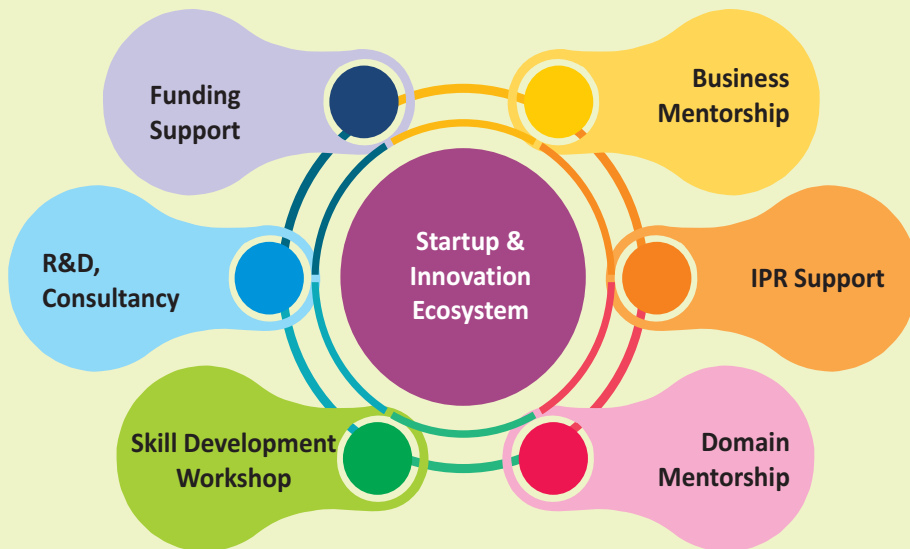 Funding
Support
Business
Mentorship
R&D,
Consultancy
Startup &
Innovation
Ecosystem
IPR Support
Skill Development
Workshop
Domain
Mentorship